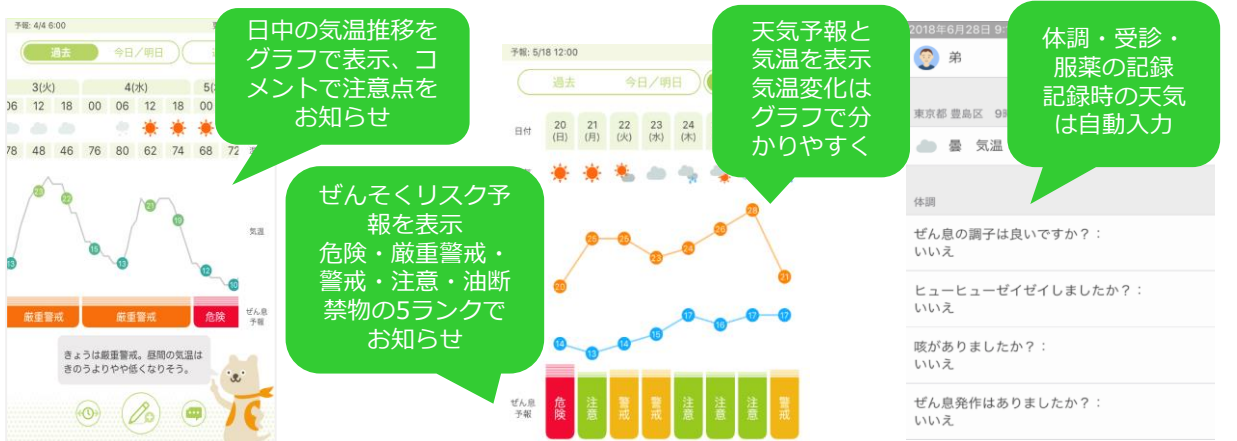 予報: 4/4 6:00
過去
今日／明日
3(火)
4(水)
06 12 18 00 06 12 18 00
78 48 46 76 80 62 74 68 72
23
22
13
15
13
21
19
12
10
気温
厳重警戒
厳重警戒
危険
ぜん息
予報
きょうは厳重警戒。昼間の気温は
きのうよりやや低くなりそう。
日中の気温推移を
グラフで表示、コ
メントで注意点を
お知らせ
ぜんそくリスク予
報を表示
危険・厳重警戒・
警戒・注意・油断
禁物の5ランクで
お知らせ
予報: 5/18 12:00
過去
今日／明日
日付
20 21 22 23 24
(日) (月) (火) (水) (木)
20
25
25
23
24
26
28
21
14
13
14
15
17
16
17
17
ぜん息
予報
危険
注意
警戒
警戒
注意
注意
注意
警戒
天気予報と
気温を表示
気温変化は
グラフで分
かりやすく
2018年6月28日
弟
東京都 豊島区
曇 気温
体調・受診・
服薬の記録
記録時の天気
は自動入力
体調
ぜん息の調子は良いですか？：
いいえ
ヒューヒューゼイゼイしましたか？：
いいえ
咳がありましたか？：
いいえ
ぜん息発作はありましたか？：
いいえ